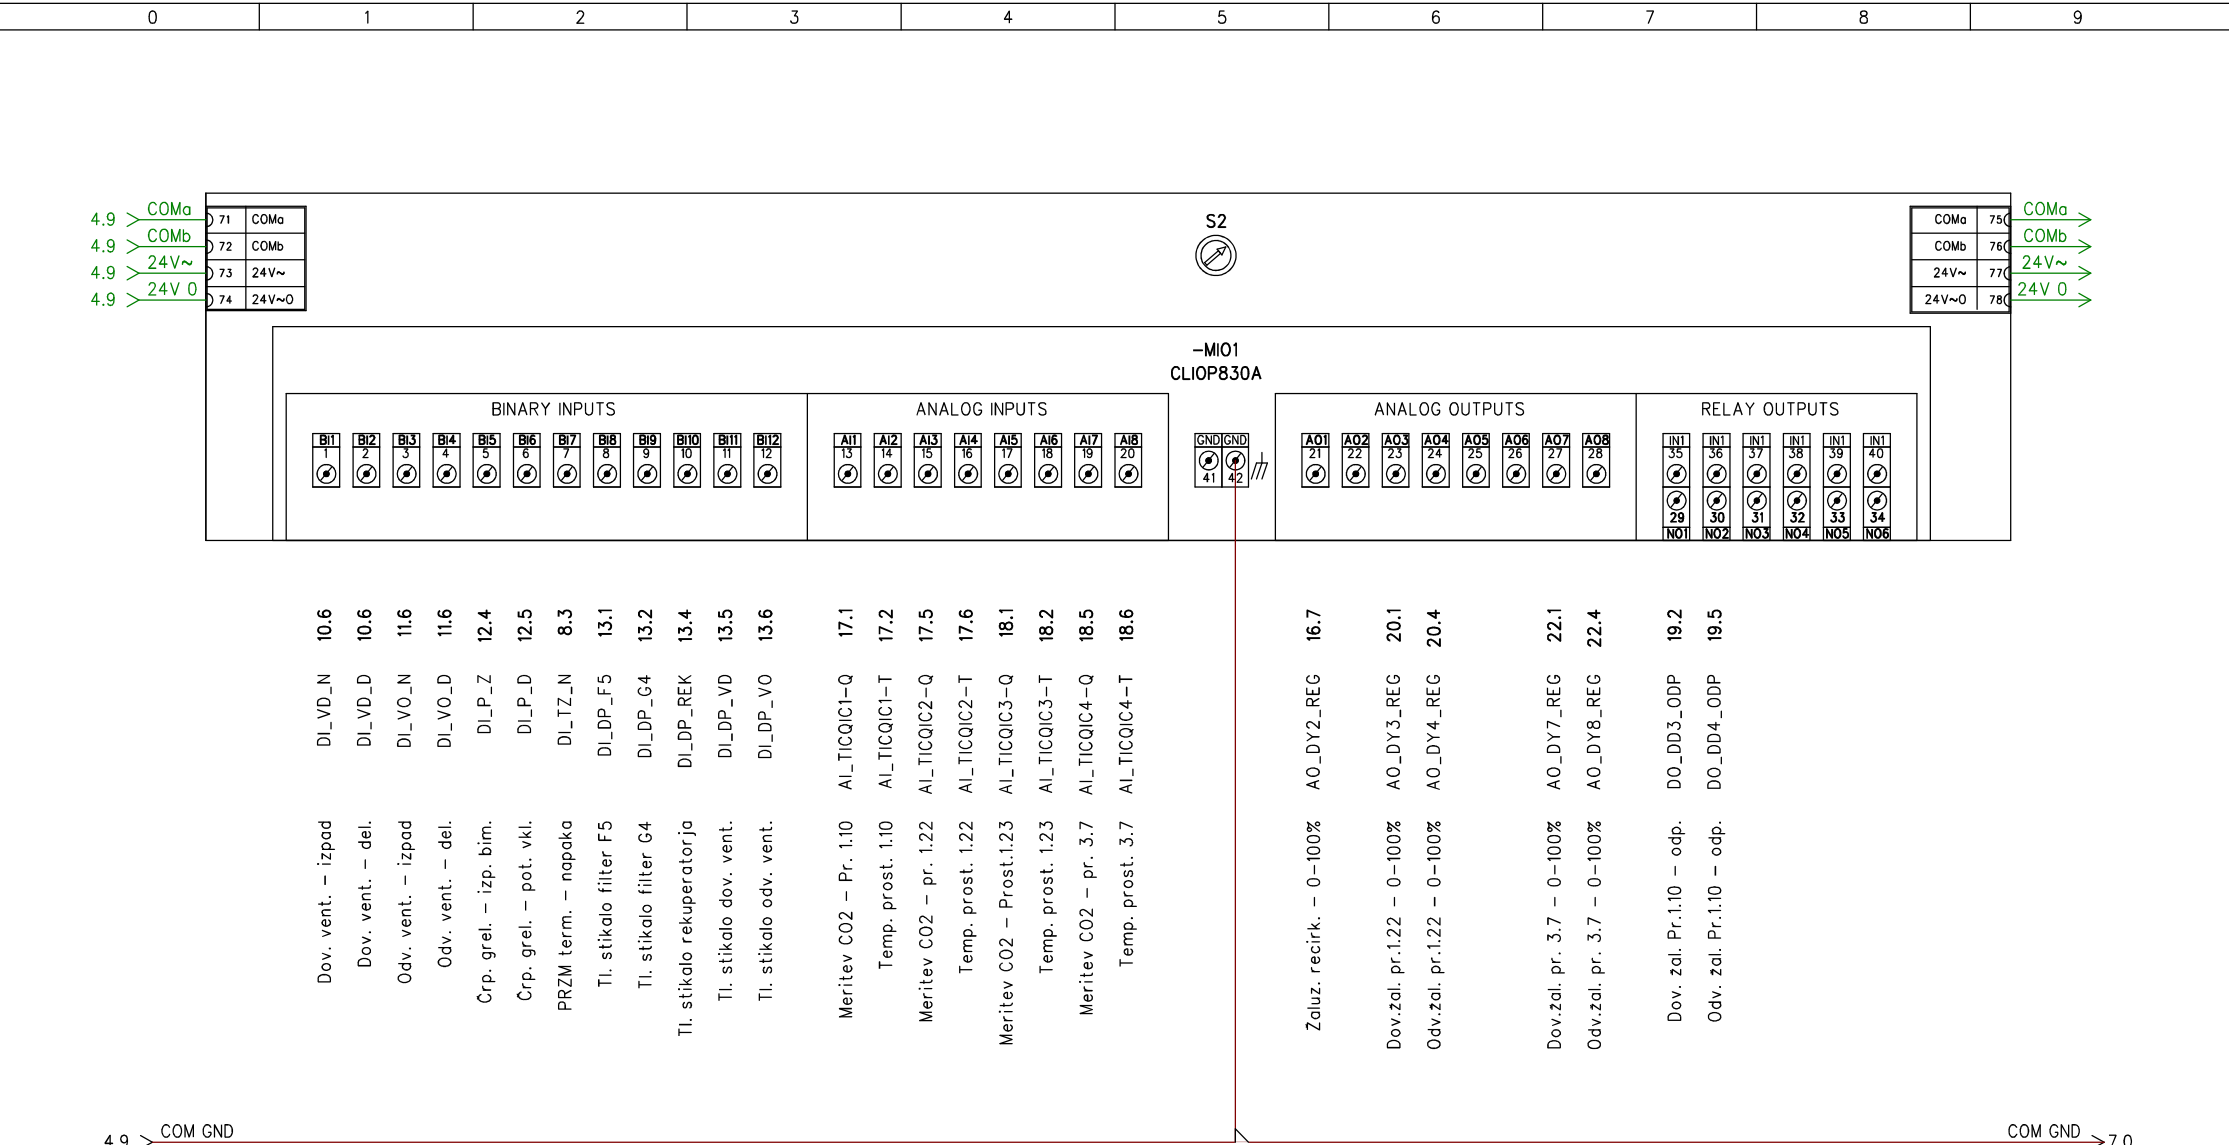 0 1 2 3 4 5 6 7 8 9
4.9 COMa 71 COMa
4.9 COMb 72 COMb
4.9 24V~ 73 24V~
4.9 24V 0 74 24V~0
S2
COMa 75 COMa
COMb 76 COMb
24V~ 77 24V~
24V~0 78 24V 0
-MIO1
CLIOP830A
BINARY INPUTS
BI1 BI2 BI3 BI4 BI5 BI6 BI7 BI8 BI9 BI10 BI11 BI12
1 2 3 4 5 6 7 8 9 10 11 12
ANALOG INPUTS
AI1 AI2 AI3 AI4 AI5 AI6 AI7 AI8
13 14 15 16 17 18 19 20
GND GND
41 42
ANALOG OUTPUTS
AO1 AO2 AO3 AO4 AO5 AO6 AO7 AO8
21 22 23 24 25 26 27 28
RELAY OUTPUTS
IN1 IN1 IN1 IN1 IN1 IN1
35 36 37 38 39 40
29 30 31 32 33 34
NO1 NO2 NO3 NO4 NO5 NO6
Dov. vent. - izpad DI_VD_N 10.6
Dov. vent. - del. DI_VD_D 10.6
Odv. vent. - izpad DI_VO_N 11.6
Odv. vent. - del. DI_VO_D 11.6
Črp. grel. - izp. bim. DI_P_Z 12.4
Črp. grel. - pot. vkl. DI_P_D 12.5
PRZM term. - napaka DI_TZ_N 8.3
Tl. stikalo filter F5 DI_DP_F5 13.1
Tl. stikalo filter G4 DI_DP_G4 13.2
Tl. stikalo rekuperatorja DI_DP_REK 13.4
Tl. stikalo dov. vent. DI_DP_VD 13.5
Tl. stikalo odv. vent. DI_DP_VO 13.6
Meritev CO2 - Pr. 1.10 AI_TICQIC1-Q 17.1
Temp. prost. 1.10 AI_TICQIC1-T 17.2
Meritev CO2 - pr. 1.22 AI_TICQIC2-Q 17.5
Temp. prost. 1.22 AI_TICQIC2-T 17.6
Meritev CO2 - Prost.1.23 AI_TICQIC3-Q 18.1
Temp. prost. 1.23 AI_TICQIC3-T 18.2
Meritev CO2 - pr. 3.7 AI_TICQIC4-Q 18.5
Temp. prost. 3.7 AI_TICQIC4-T 18.6
Žaluz. recirk. - 0-100% AO_DY2_REG 16.7
Dov.žal. pr.1.22 - 0-100% AO_DY3_REG 20.1
Odv.žal. pr.1.22 - 0-100% AO_DY4_REG 20.4
Dov.žal. pr. 3.7 - 0-100% AO_DY7_REG 22.1
Odv.žal. pr. 3.7 - 0-100% AO_DY8_REG 22.4
Dov. žal. Pr.1.10 - odp. DO_DD3_ODP 19.2
Odv. žal. Pr.1.10 - odp. DO_DD4_ODP 19.5
4.9 COM GND COM GND 7.0